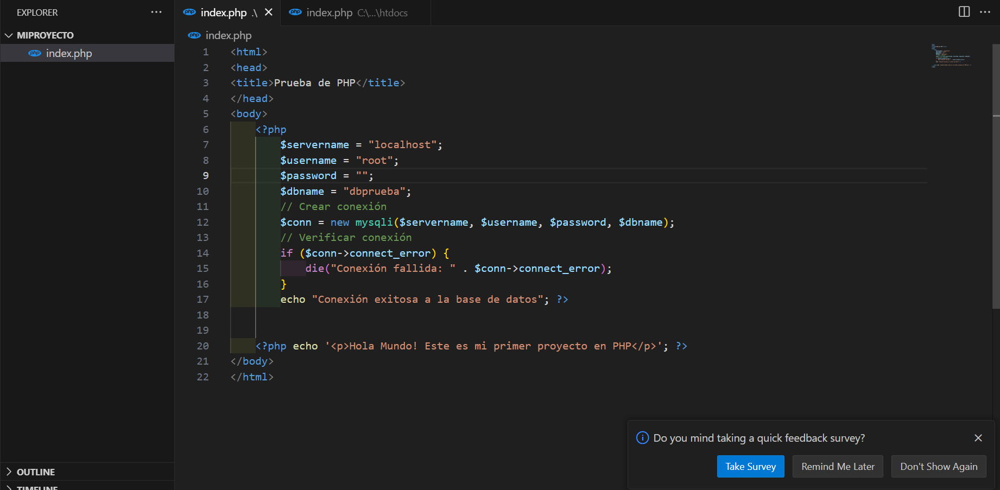 EXPLORER
MIPROYECTO
php index.php
OUTLINE
TIMELINE
php index.php .\
php index.php C:\...\htdocs
php index.php
1 <html>
2 <head>
3 <title>Prueba de PHP</title>
4 </head>
5 <body>
6     <?php
7         $servername = "localhost";
8         $username = "root";
9         $password = "";
10         $dbname = "dbprueba";
11         // Crear conexión
12         $conn = new mysqli($servername, $username, $password, $dbname);
13         // Verificar conexión
14         if ($conn->connect_error) {
15             die("Conexión fallida: " . $conn->connect_error);
16         }
17         echo "Conexión exitosa a la base de datos"; ?>
18
19
20     <?php echo '<p>Hola Mundo! Este es mi primer proyecto en PHP</p>'; ?>
21 </body>
22 </html>
Do you mind taking a quick feedback survey?
Take Survey Remind Me Later Don't Show Again